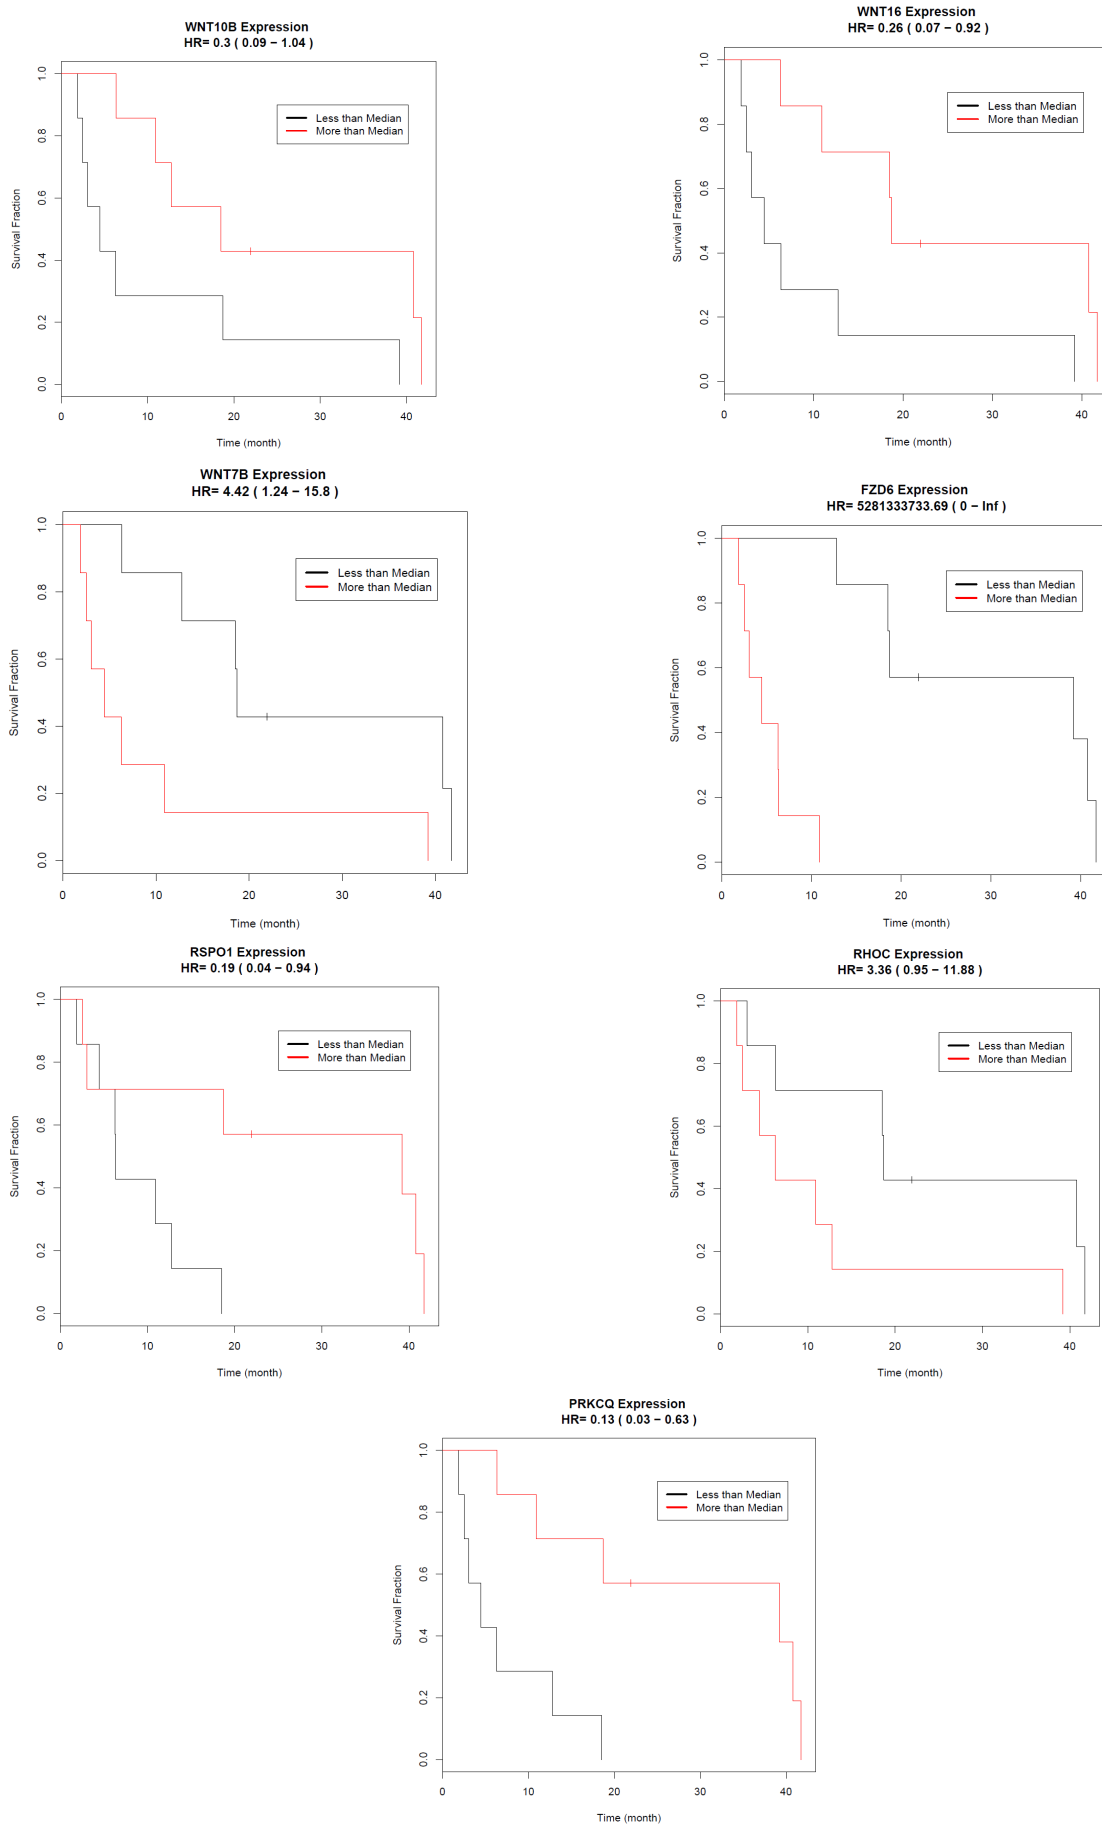 WNT10B Expression
HR= 0.3 ( 0.09 − 1.04 )
Survival Fraction
1.0
0.8
0.6
0.4
0.2
0.0
Less than Median
More than Median
0 10 20 30 40
Time (month)
WNT16 Expression
HR= 0.26 ( 0.07 − 0.92 )
Survival Fraction
1.0
0.8
0.6
0.4
0.2
0.0
Less than Median
More than Median
0 10 20 30 40
Time (month)
WNT7B Expression
HR= 4.42 ( 1.24 − 15.8 )
Survival Fraction
1.0
0.8
0.6
0.4
0.2
0.0
Less than Median
More than Median
0 10 20 30 40
Time (month)
FZD6 Expression
HR= 5281333733.69 ( 0 − Inf )
Survival Fraction
1.0
0.8
0.6
0.4
0.2
0.0
Less than Median
More than Median
0 10 20 30 40
Time (month)
RSPO1 Expression
HR= 0.19 ( 0.04 − 0.94 )
Survival Fraction
1.0
0.8
0.6
0.4
0.2
0.0
Less than Median
More than Median
0 10 20 30 40
Time (month)
RHOC Expression
HR= 3.36 ( 0.95 − 11.88 )
Survival Fraction
1.0
0.8
0.6
0.4
0.2
0.0
Less than Median
More than Median
0 10 20 30 40
Time (month)
PRKCQ Expression
HR= 0.13 ( 0.03 − 0.63 )
Survival Fraction
1.0
0.8
0.6
0.4
0.2
0.0
Less than Median
More than Median
0 10 20 30 40
Time (month)